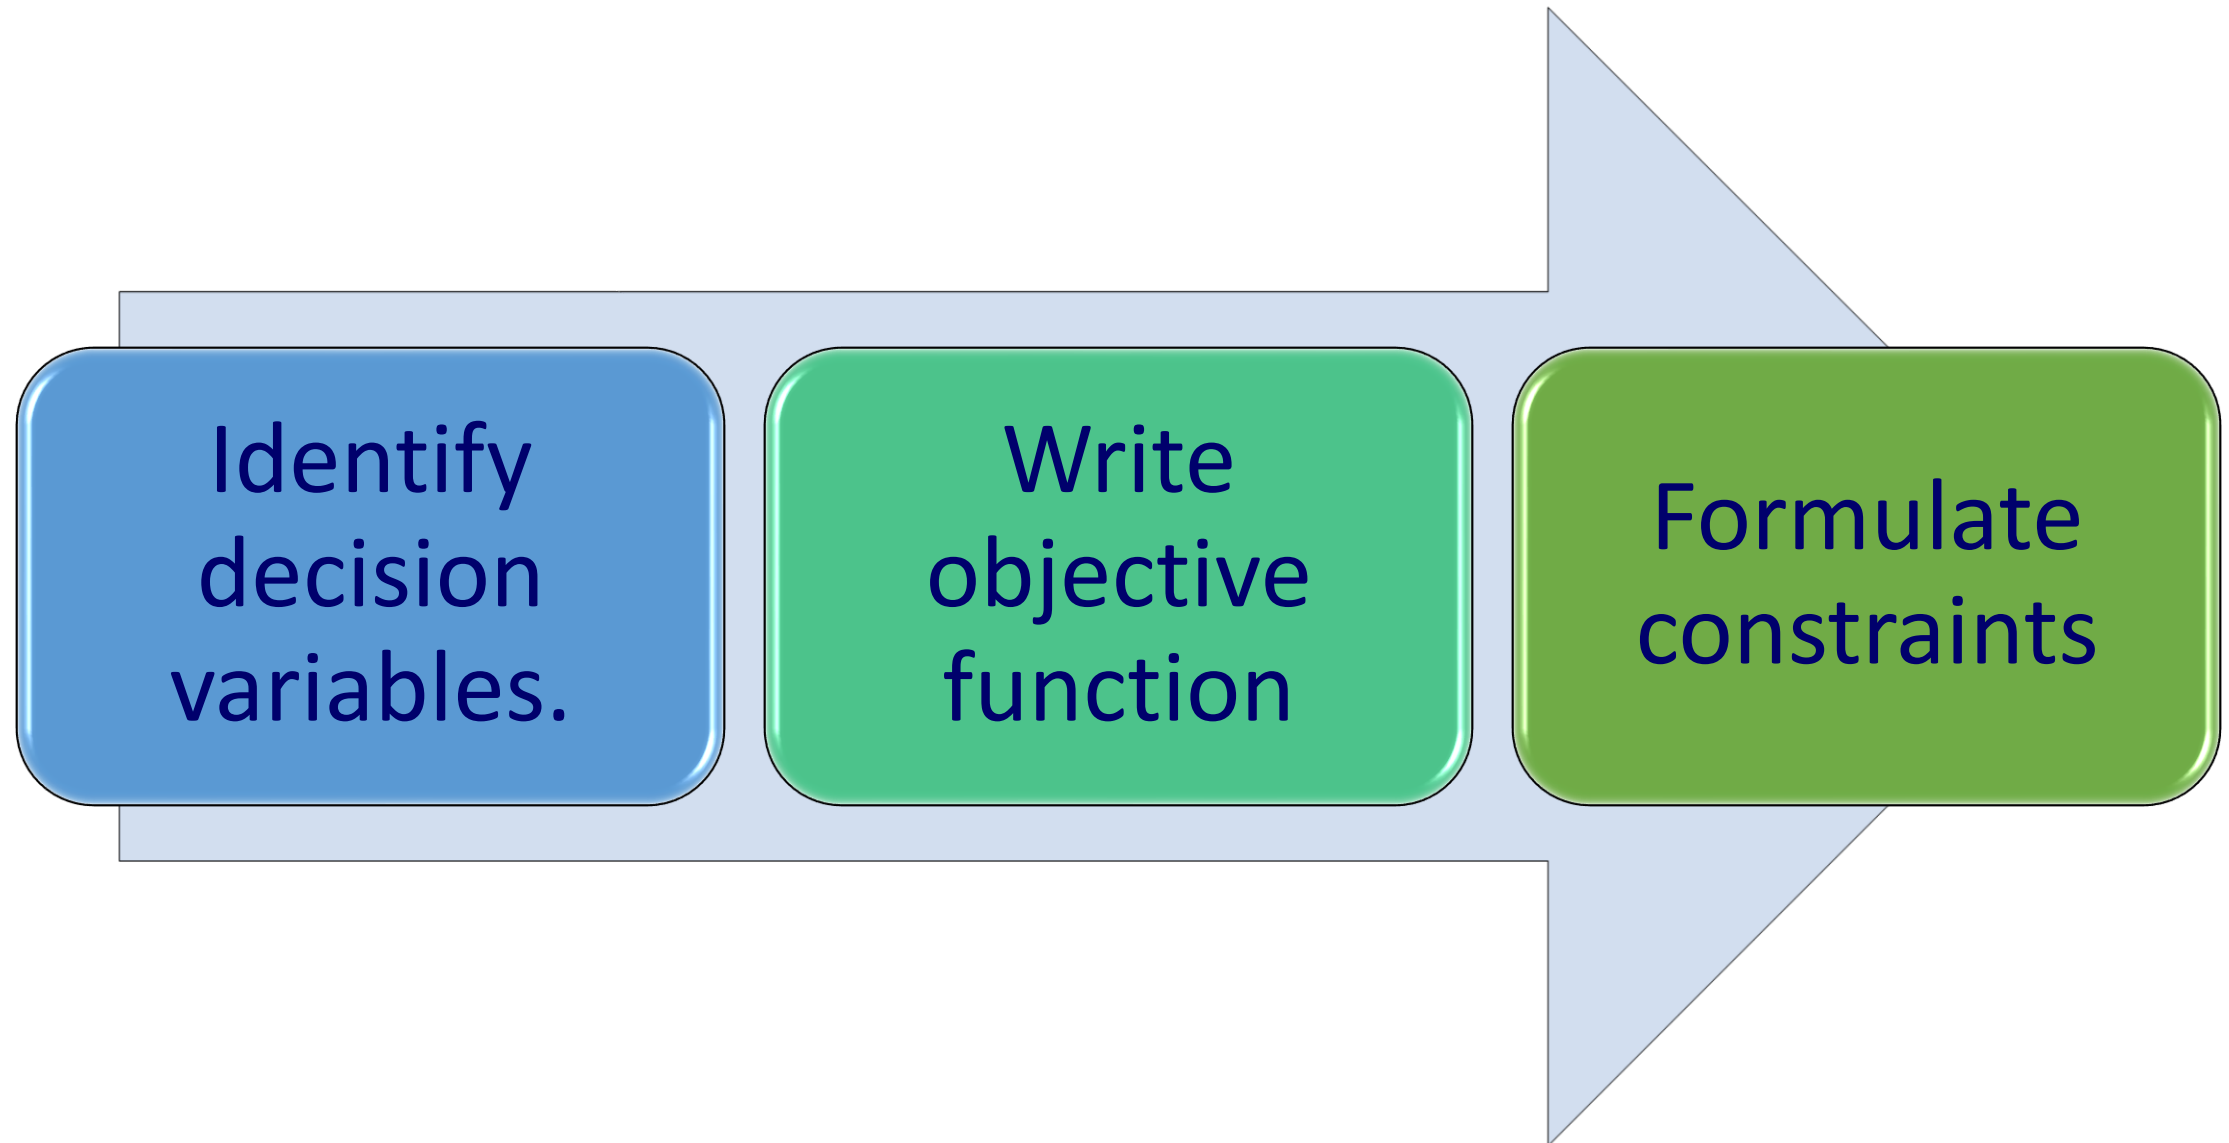 Identify
decision
variables.
Write
objective
function
Formulate
constraints